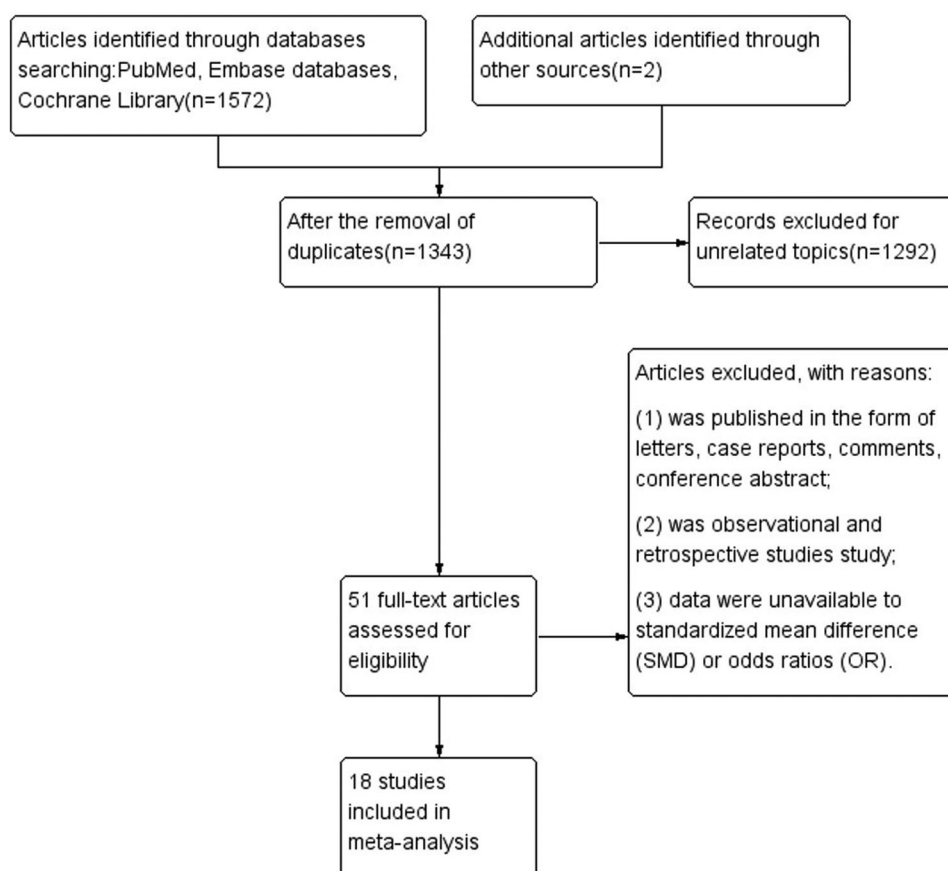 Articles identified through databases
searching:PubMed, Embase databases,
Cochrane Library(n=1572)
Additional articles identified through
other sources(n=2)
After the removal of
duplicates(n=1343)
Records excluded for
unrelated topics(n=1292)
Articles excluded, with reasons:
(1) was published in the form of
letters, case reports, comments,
conference abstract;
(2) was observational and
retrospective studies study;
(3) data were unavailable to
standardized mean difference
(SMD) or odds ratios (OR).
51 full-text articles
assessed for
eligibility
18 studies
included in
meta-analysis